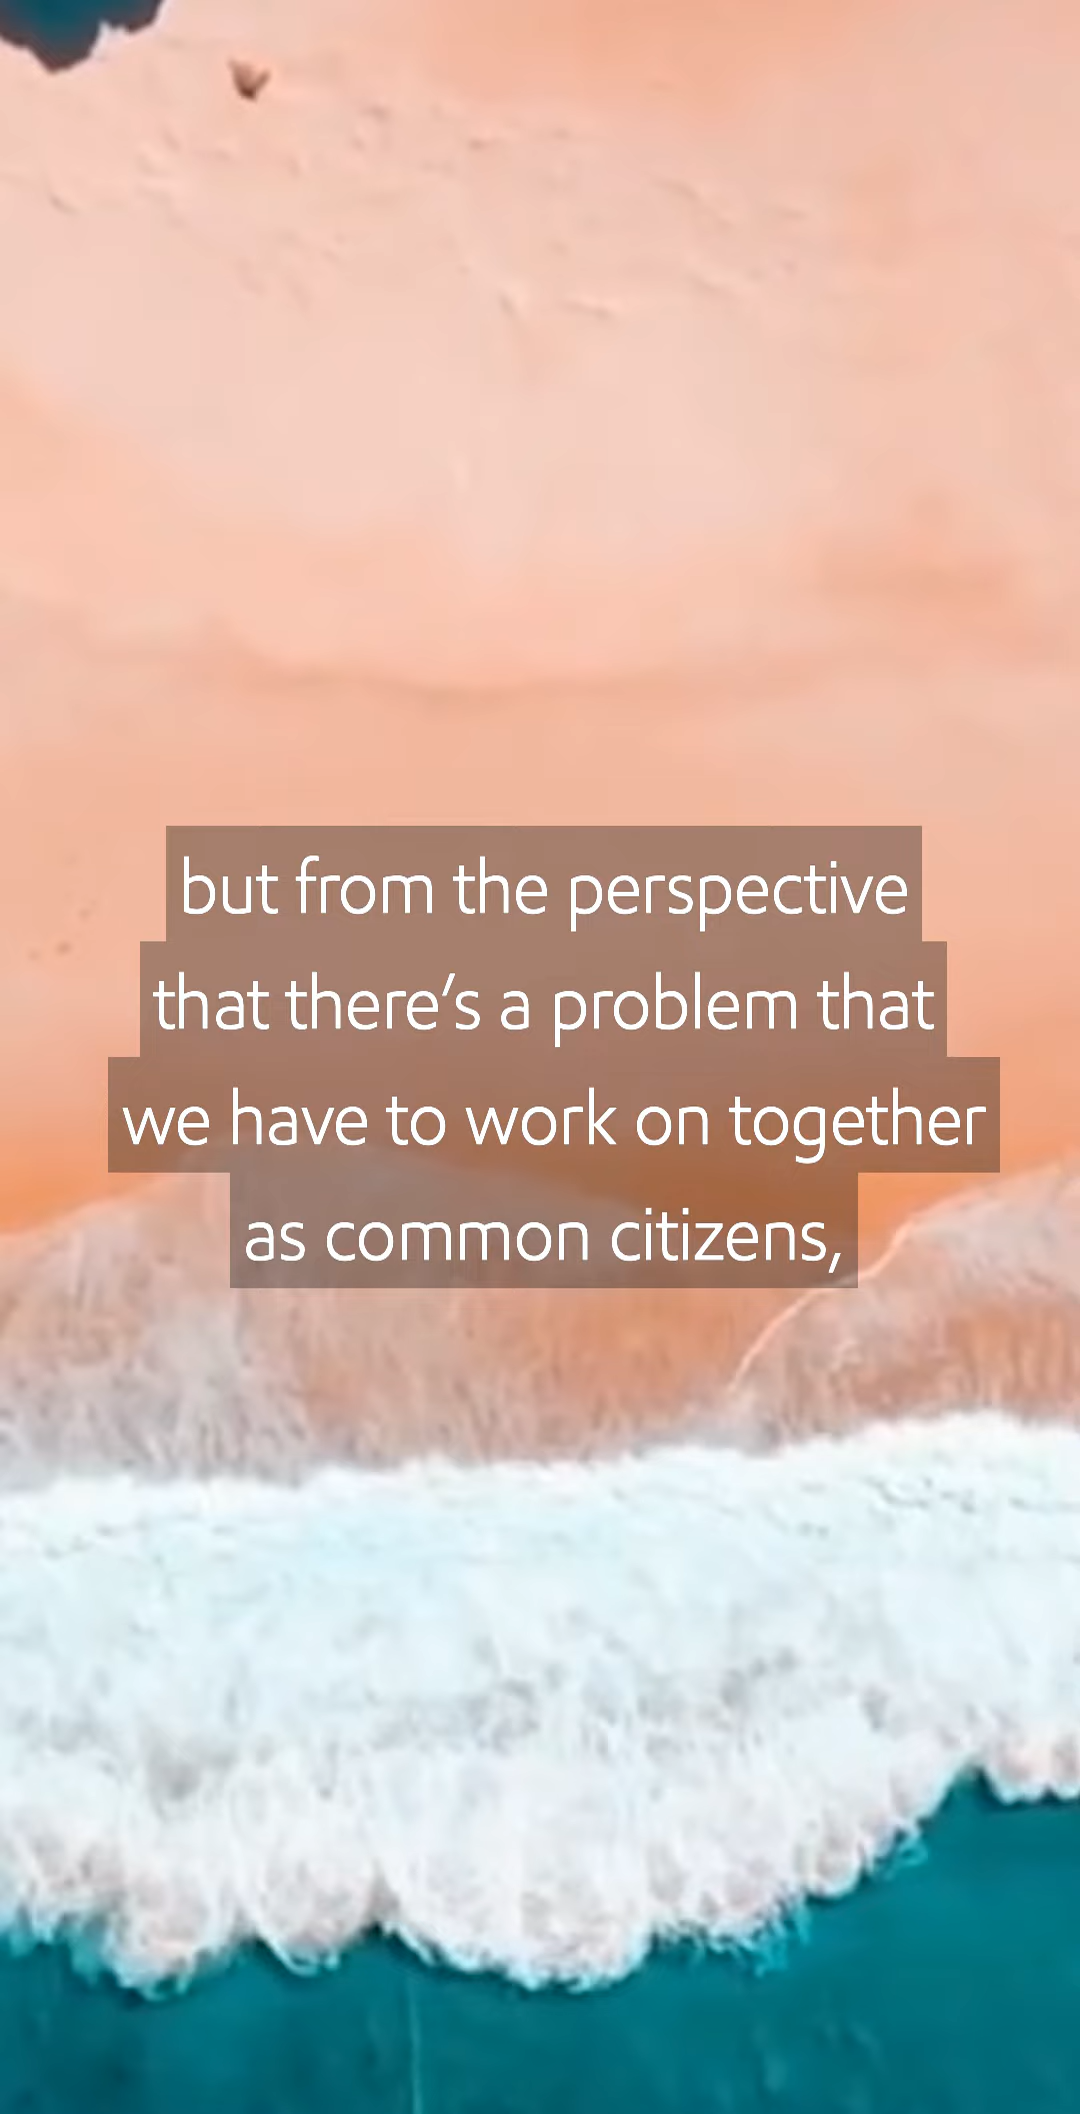 but from the perspective
that there's a problem that
we have to work on together
as common citizens,